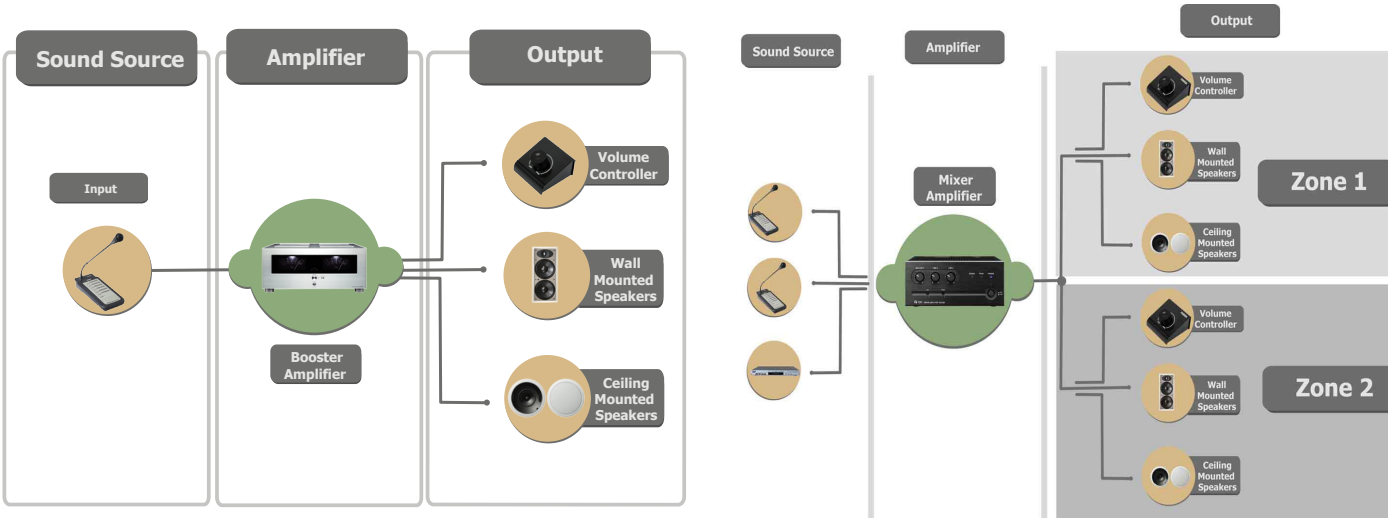 Sound Source
Amplifier
Output
Input
Booster
Amplifier
Volume
Controller
Wall
Mounted
Speakers
Ceiling
Mounted
Speakers
Sound Source
Amplifier
Output
Mixer
Amplifier
Volume
Controller
Wall
Mounted
Speakers
Ceiling
Mounted
Speakers
Zone 1
Volume
Controller
Wall
Mounted
Speakers
Ceiling
Mounted
Speakers
Zone 2